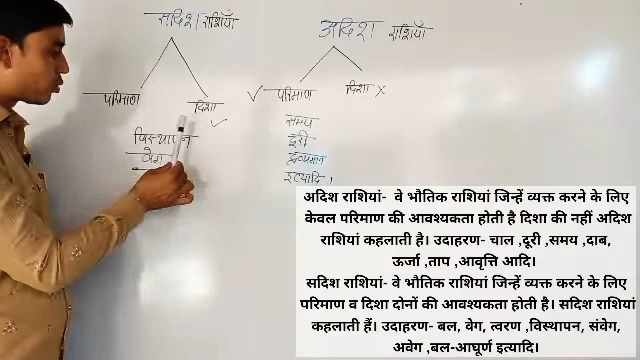 सदिश राशियाँ
अदिश राशियाँ
परिमाण दिशा
परिमाण दिशा
विस्थापन
वेग
समय
दूरी
द्रव्यमान
इत्यादि ।
अदिश राशियां- वे भौतिक राशियां जिन्हें व्यक्त करने के लिए
केवल परिमाण की आवश्यकता होती है दिशा की नहीं अदिश
राशियां कहलाती है। उदाहरण- चाल ,दूरी ,समय ,दाब,
ऊर्जा ,ताप ,आवृत्ति आदि।
सदिश राशियां- वे भौतिक राशियां जिन्हें व्यक्त करने के लिए
परिमाण व दिशा दोनों की आवश्यकता होती है। सदिश राशियां
कहलाती हैं। उदाहरण- बल, वेग, त्वरण ,विस्थापन, संवेग,
अवेग ,बल-आघूर्ण इत्यादि।